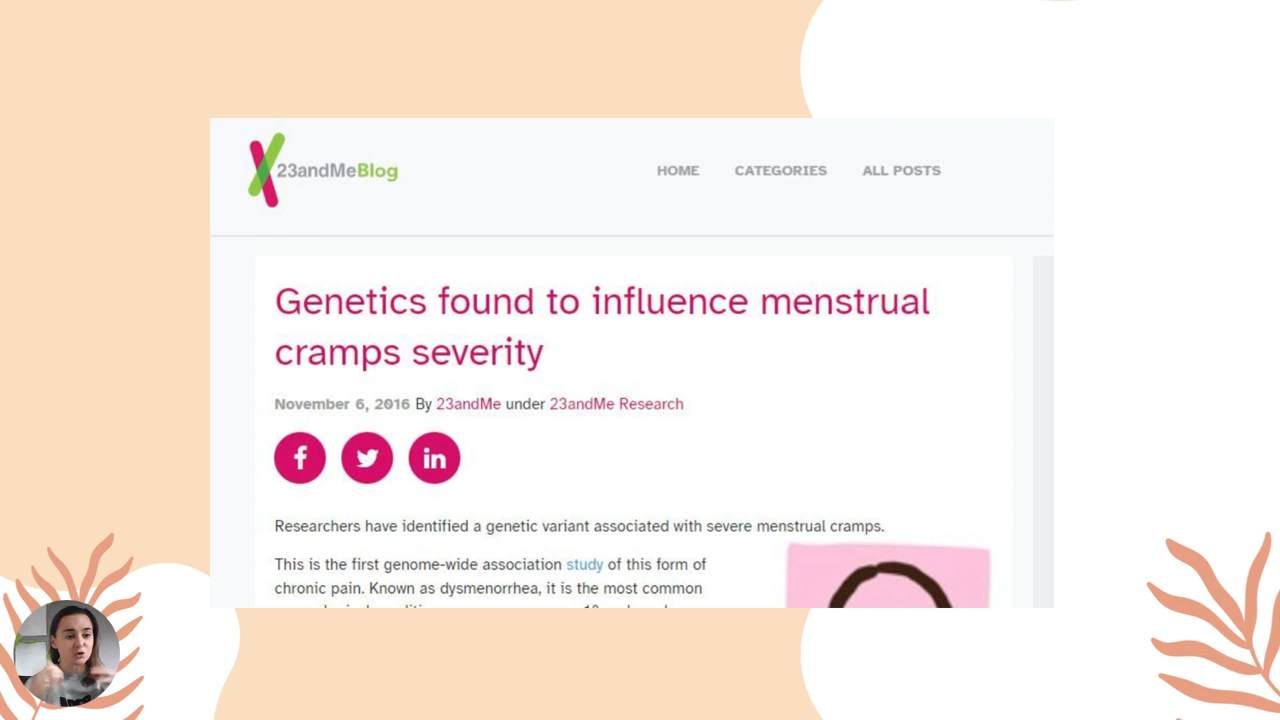 23andMeBlog
HOME CATEGORIES ALL POSTS
Genetics found to influence menstrual
cramps severity
November 6, 2016 By 23andMe under 23andMe Research
f in
Researchers have identified a genetic variant associated with severe menstrual cramps.
This is the first genome-wide association study of this form of
chronic pain. Known as dysmenorrhea, it is the most common